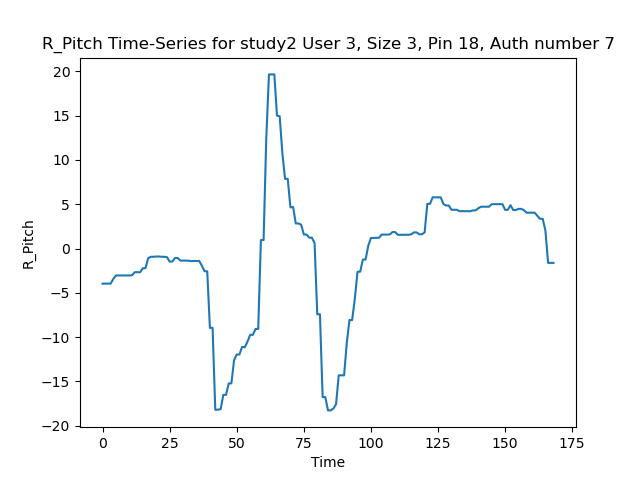 R_Pitch Time-Series for study2 User 3, Size 3, Pin 18, Auth number 7
20
15
10
5
0
−5
−10
−15
−20
R_Pitch
0 25 50 75 100 125 150 175
Time